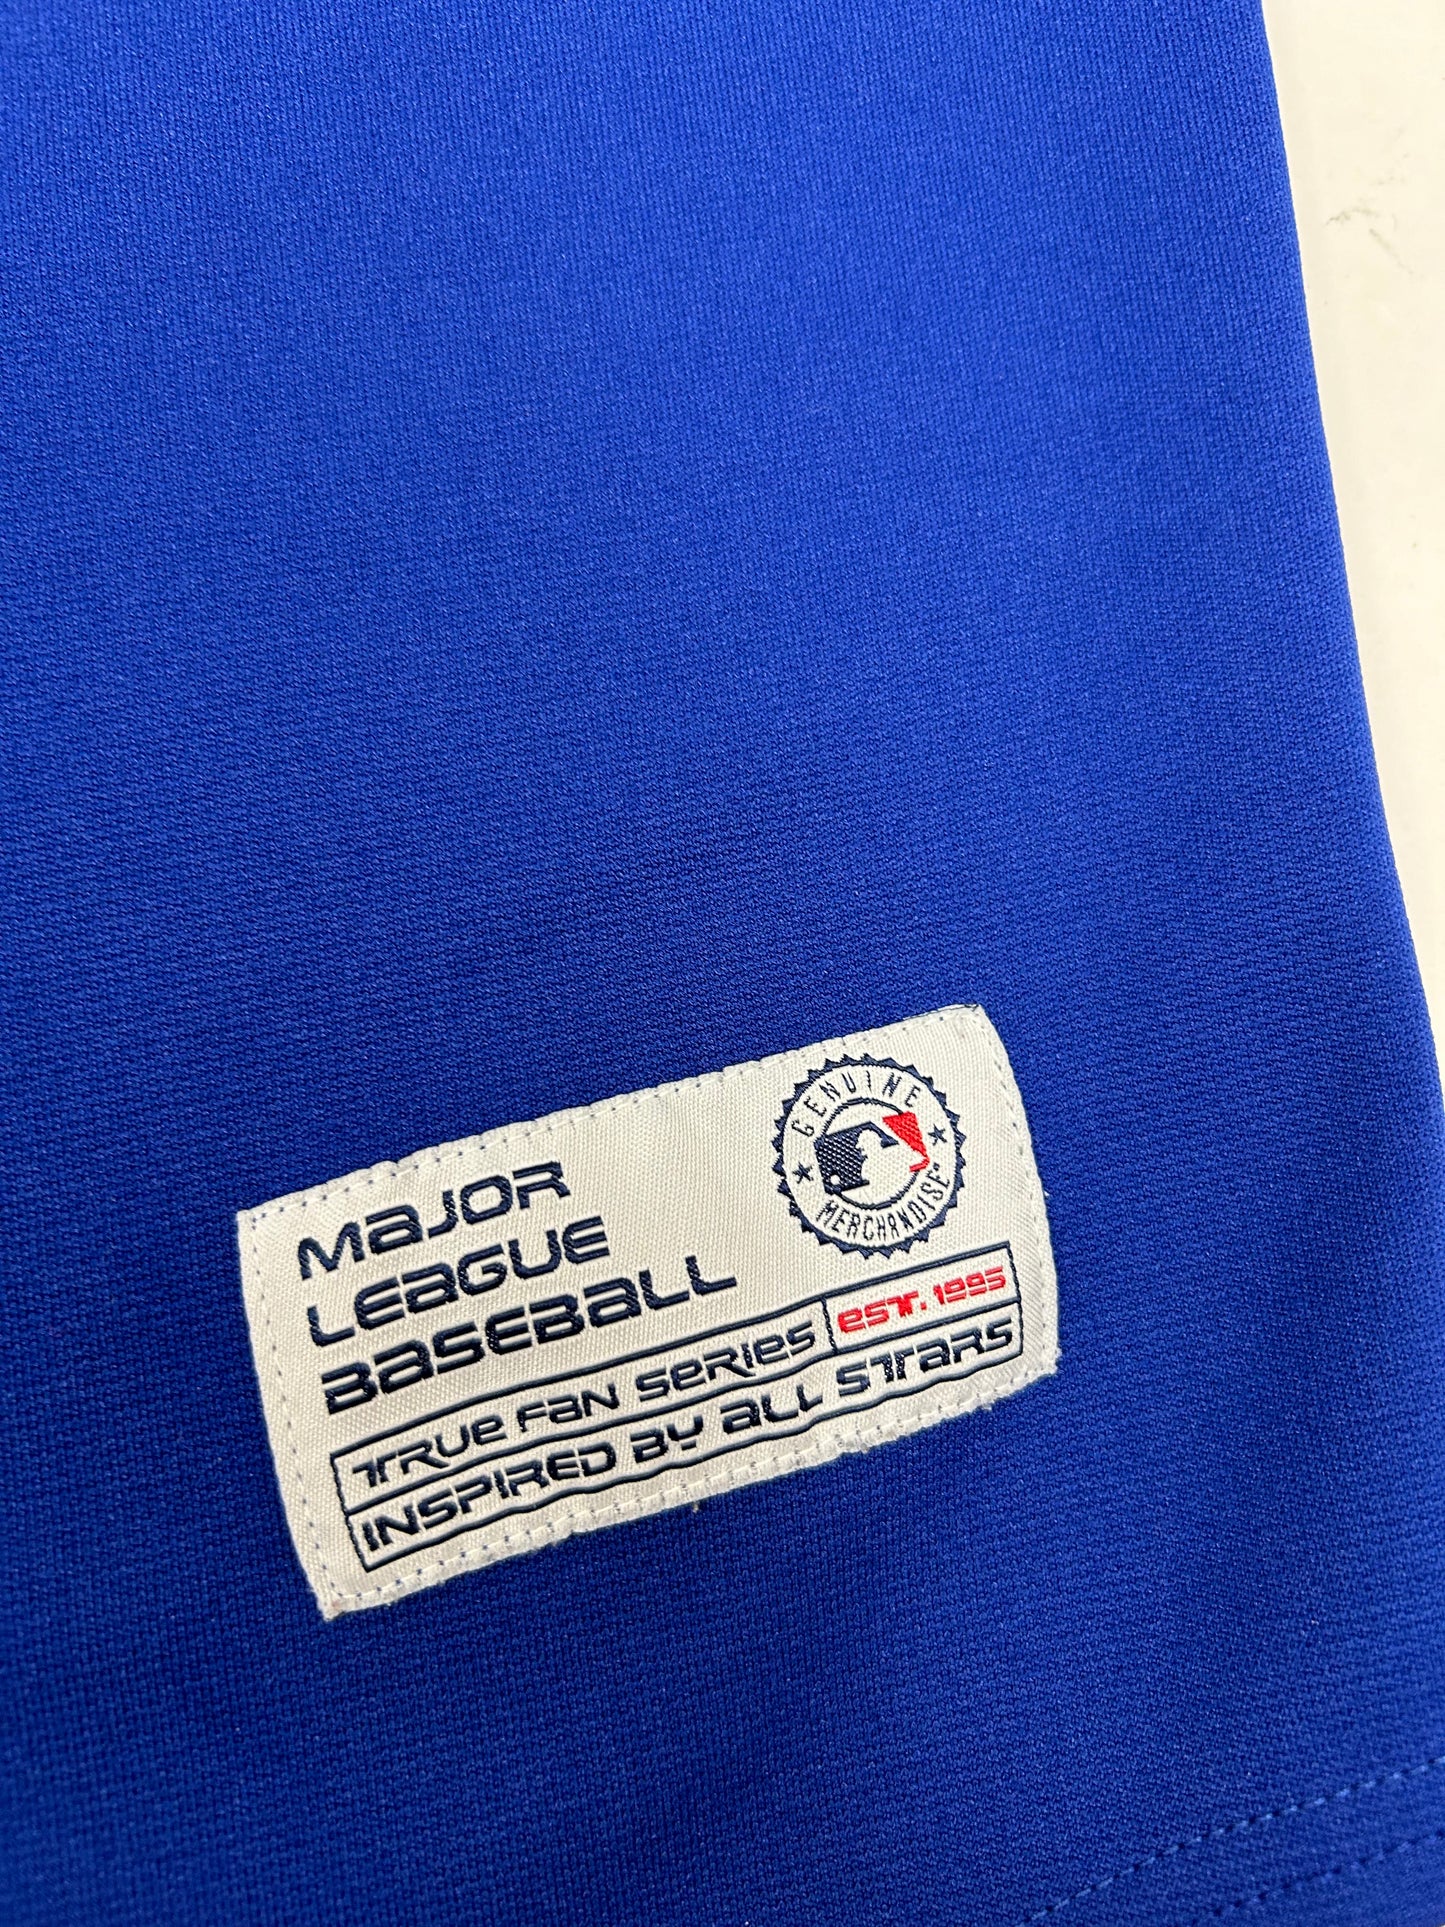 MAJOR
LEAGUE
BASEBALL
GENUINE
MERCHANDISE
TRUE FAN SERIES
EST. 1995
INSPIRED BY ALL STARS